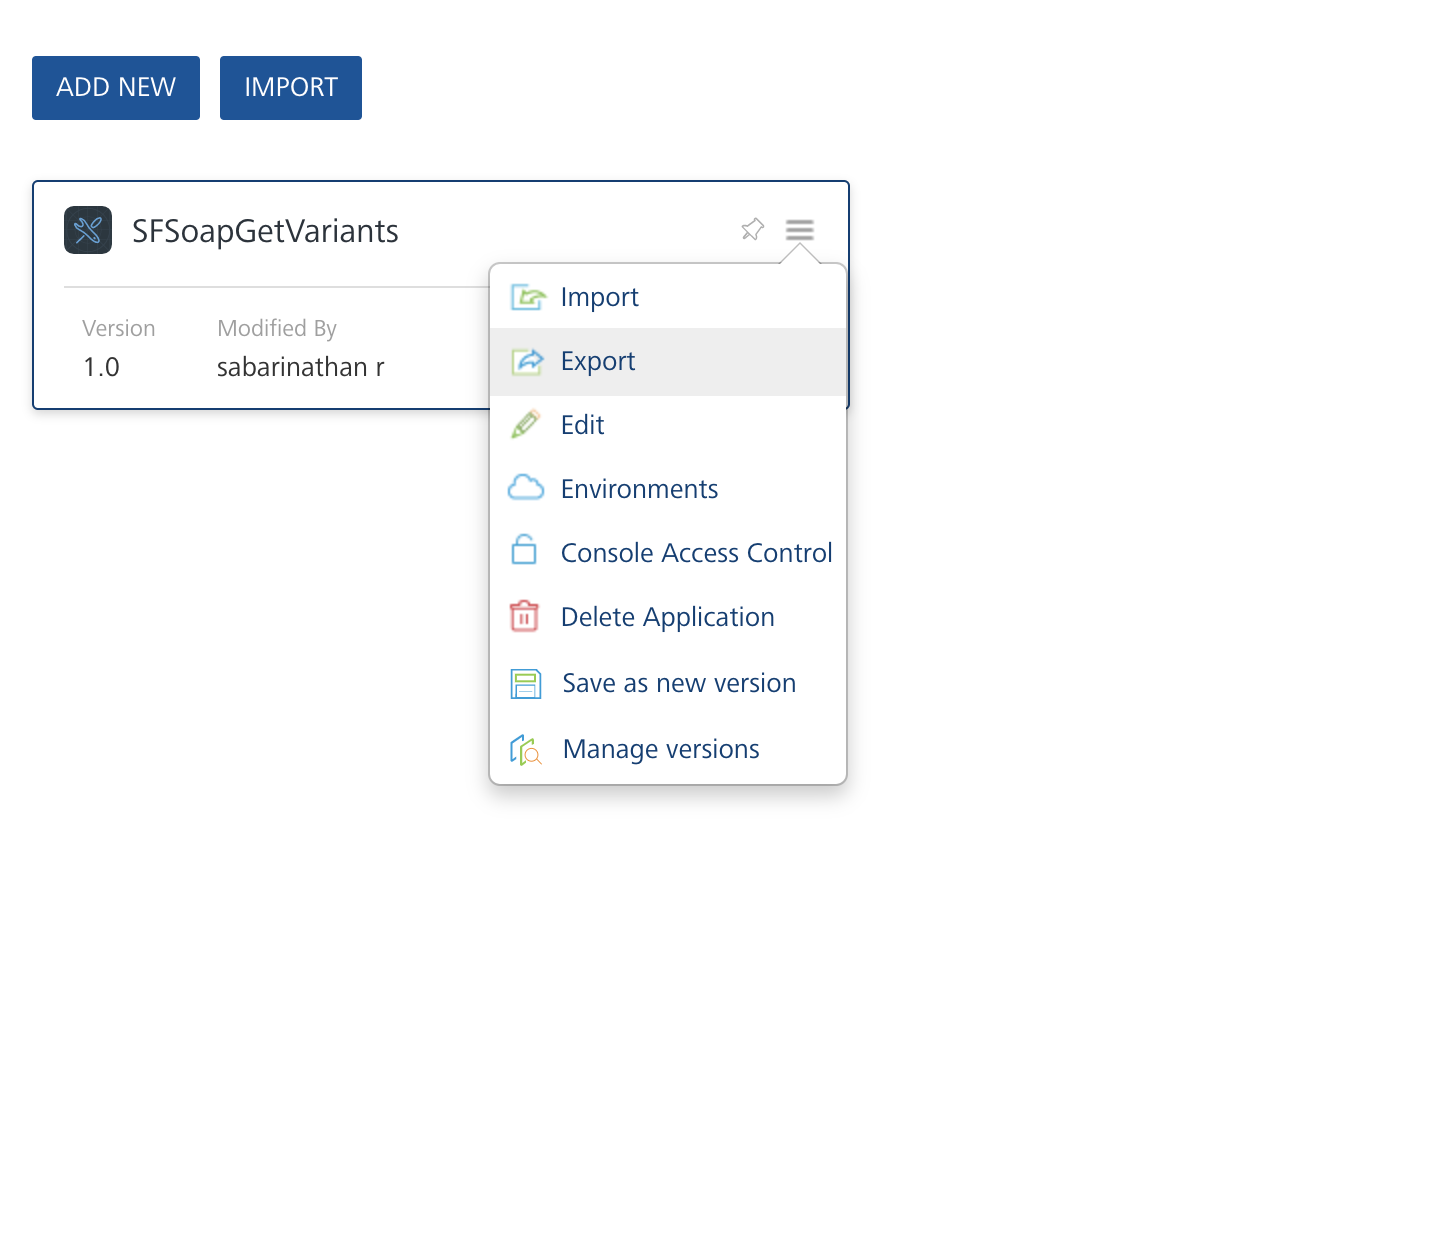 ADD NEW
IMPORT
SFSoapGetVariants
Version
Modified By
1.0
sabarinathan r
Import
Export
Edit
Environments
Console Access Control
Delete Application
Save as new version
Manage versions